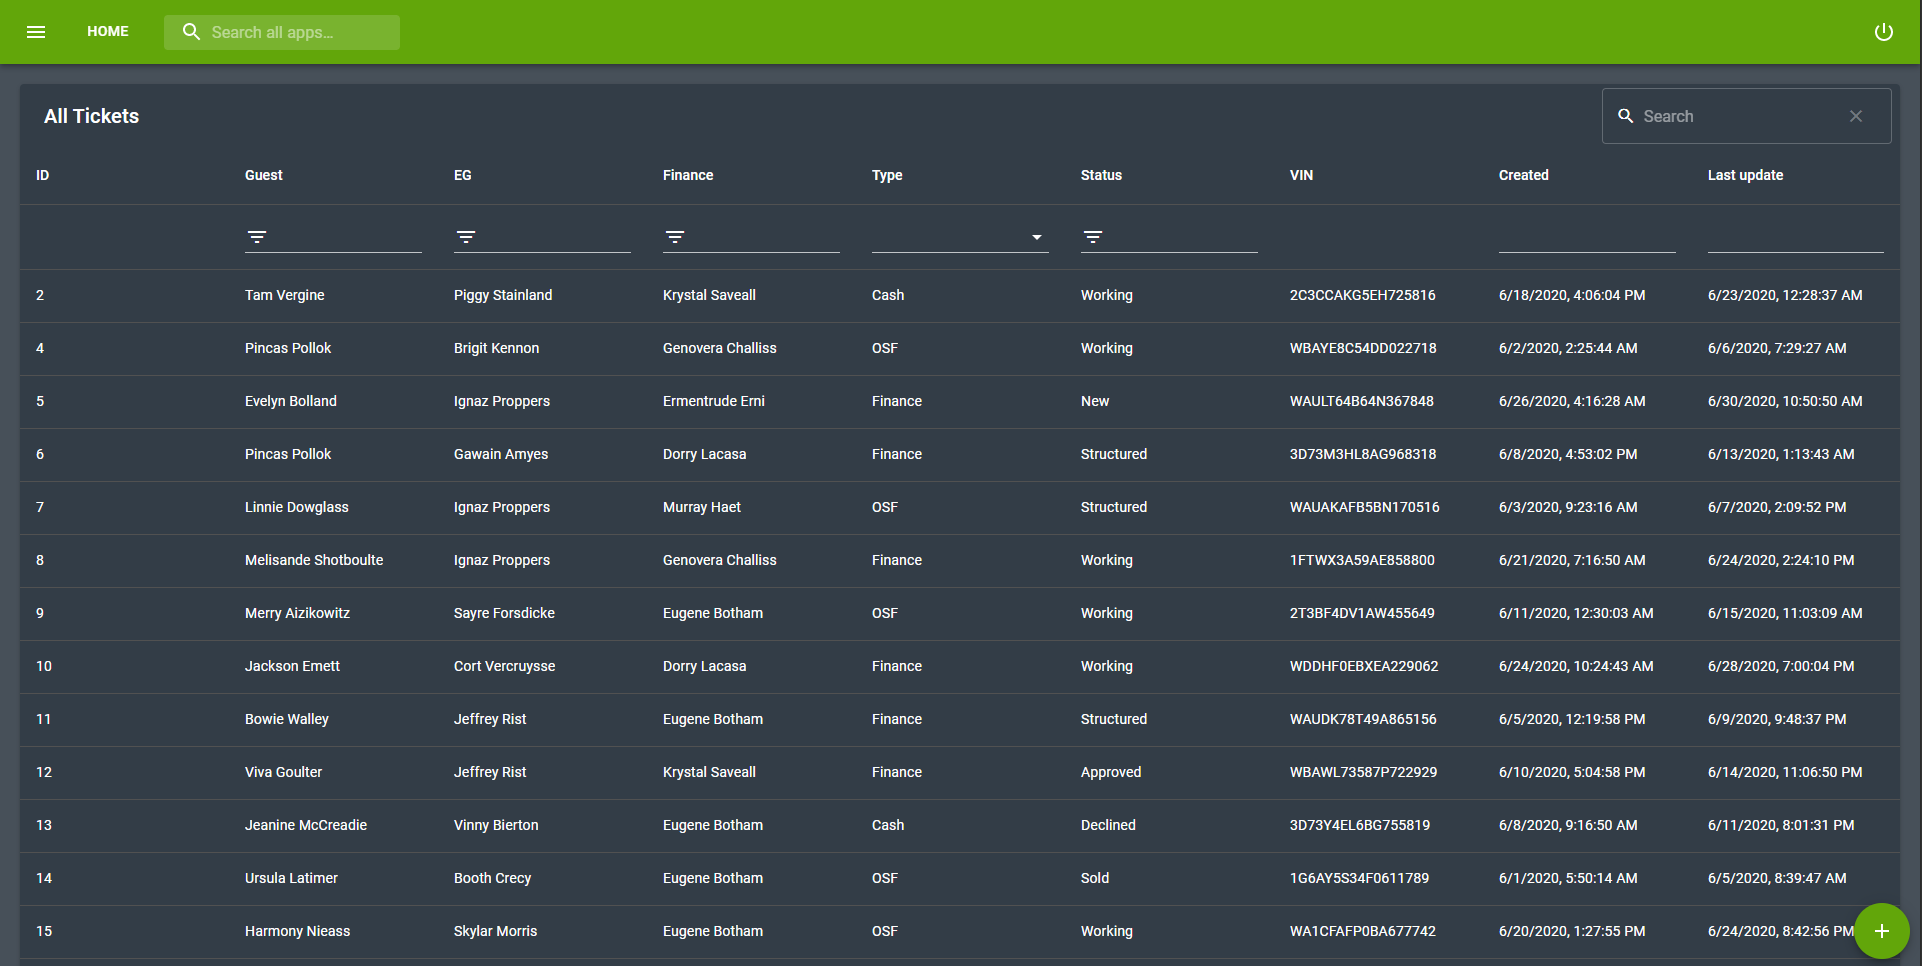 HOME Search all apps...
All Tickets Search
ID Guest EG Finance Type Status VIN Created Last update
2 Tam Vergine Piggy Stainland Krystal Saveall Cash Working 2C3CCAKG5EH725816 6/18/2020, 4:06:04 PM 6/23/2020, 12:28:37 AM
4 Pincas Pollok Brigit Kennon Genovera Challiss OSF Working WBAYE8C54DD022718 6/2/2020, 2:25:44 AM 6/6/2020, 7:29:27 AM
5 Evelyn Bolland Ignaz Proppers Ermentrude Erni Finance New WAULT64B64N367848 6/26/2020, 4:16:28 AM 6/30/2020, 10:50:50 AM
6 Pincas Pollok Gawain Amyes Dorry Lacasa Finance Structured 3D73M3HL8AG968318 6/8/2020, 4:53:02 PM 6/13/2020, 1:13:43 AM
7 Linnie Dowglass Ignaz Proppers Murray Haet OSF Structured WAUAKAFB5BN170516 6/3/2020, 9:23:16 AM 6/7/2020, 2:09:52 PM
8 Melisande Shotboulte Ignaz Proppers Genovera Challiss Finance Working 1FTWX3A59AE858800 6/21/2020, 7:16:50 AM 6/24/2020, 2:24:10 PM
9 Merry Aizikowitz Sayre Forsdicke Eugene Botham OSF Working 2T3BF4DV1AW455649 6/11/2020, 12:30:03 AM 6/15/2020, 11:03:09 AM
10 Jackson Emett Cort Vercruysse Dorry Lacasa Finance Working WDDHF0EBXEA229062 6/24/2020, 10:24:43 AM 6/28/2020, 7:00:04 PM
11 Bowie Walley Jeffrey Rist Eugene Botham Finance Structured WAUDK78T49A865156 6/5/2020, 12:19:58 PM 6/9/2020, 9:48:37 PM
12 Viva Goulter Jeffrey Rist Krystal Saveall Finance Approved WBAWL73587P722929 6/10/2020, 5:04:58 PM 6/14/2020, 11:06:50 PM
13 Jeanine McCreadie Vinny Bierton Eugene Botham Cash Declined 3D73Y4EL6BG755819 6/8/2020, 9:16:50 AM 6/11/2020, 8:01:31 PM
14 Ursula Latimer Booth Crecy Eugene Botham OSF Sold 1G6AY5S34F0611789 6/1/2020, 5:50:14 AM 6/5/2020, 8:39:47 AM
15 Harmony Nieass Skylar Morris Eugene Botham OSF Working WA1CFAFP0BA677742 6/20/2020, 1:27:55 PM 6/24/2020, 8:42:56 PM